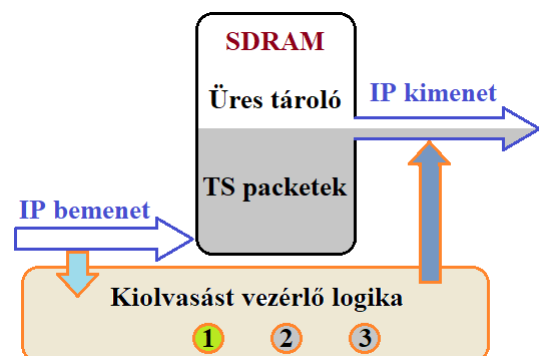 SDRAM
Üres tároló
IP kimenet
TS packetek
IP bemenet
Kiolvasást vezérlő logika
1 2 3